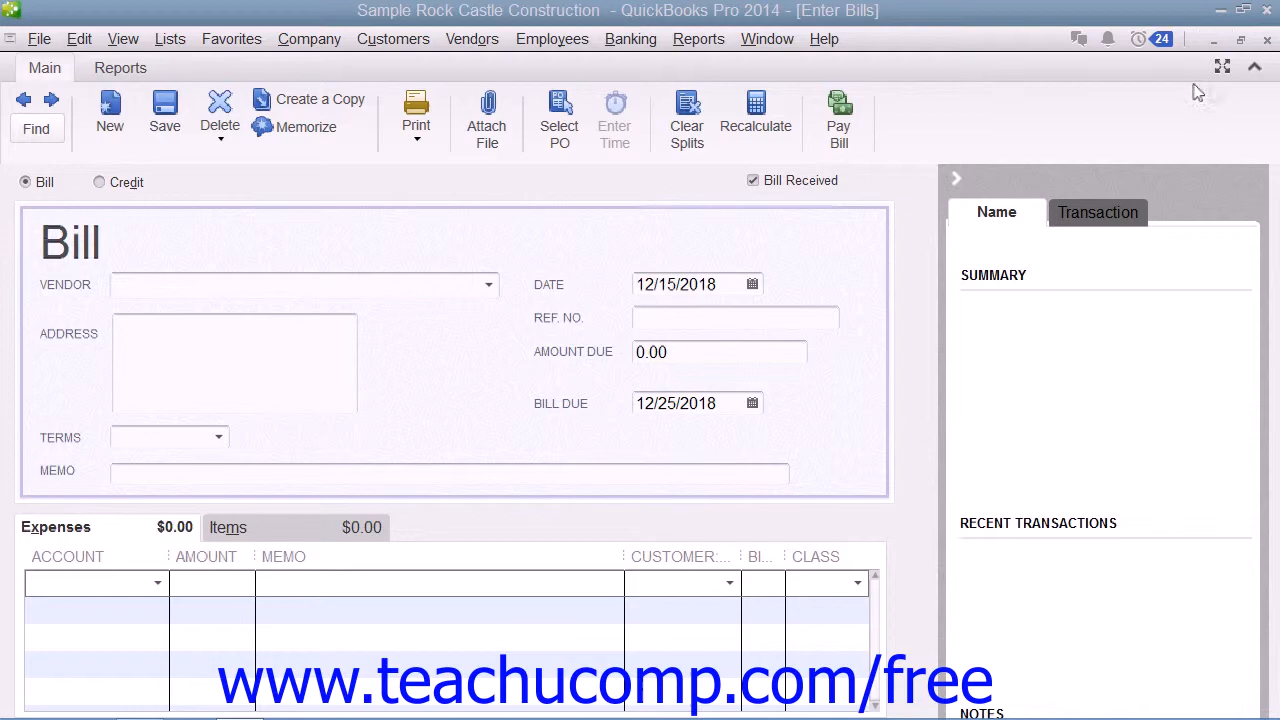 Sample Rock Castle Construction - QuickBooks Pro 2014 - [Enter Bills]
File Edit View Lists Favorites Company Customers Vendors Employees Banking Reports Window Help 24
Main Reports
Find New Save Delete Create a Copy Memorize Print Attach File Select PO Enter Time Clear Splits Recalculate Pay Bill
Bill Credit Bill Received
Name Transaction
Bill
VENDOR DATE 12/15/2018
SUMMARY
ADDRESS REF. NO.
AMOUNT DUE 0.00
BILL DUE 12/25/2018
TERMS
MEMO
RECENT TRANSACTIONS
Expenses $0.00 Items $0.00
ACCOUNT AMOUNT MEMO CUSTOMER:... BI... CLASS
www.teachucomp.com/free
NOTES